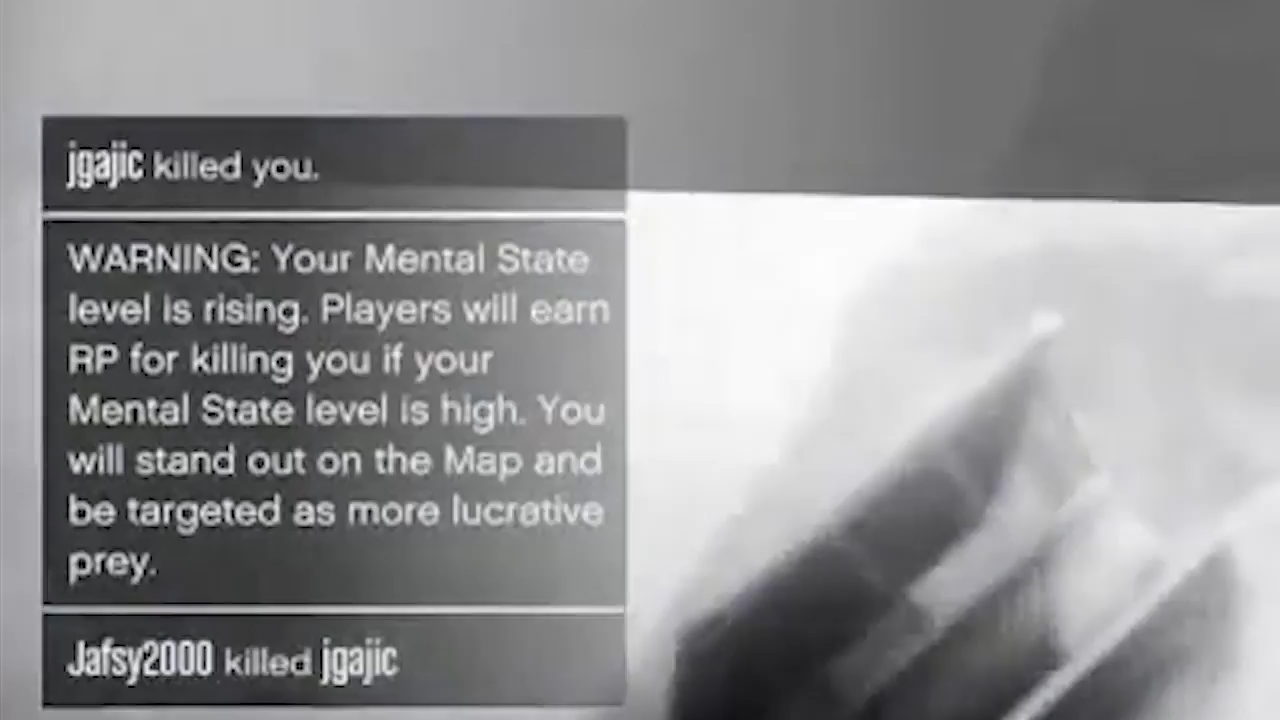 jgajic killed you.
WARNING: Your Mental State
level is rising. Players will earn
RP for killing you if your
Mental State level is high. You
will stand out on the Map and
be targeted as more lucrative
prey.
Jafsy2000 killed jgajic